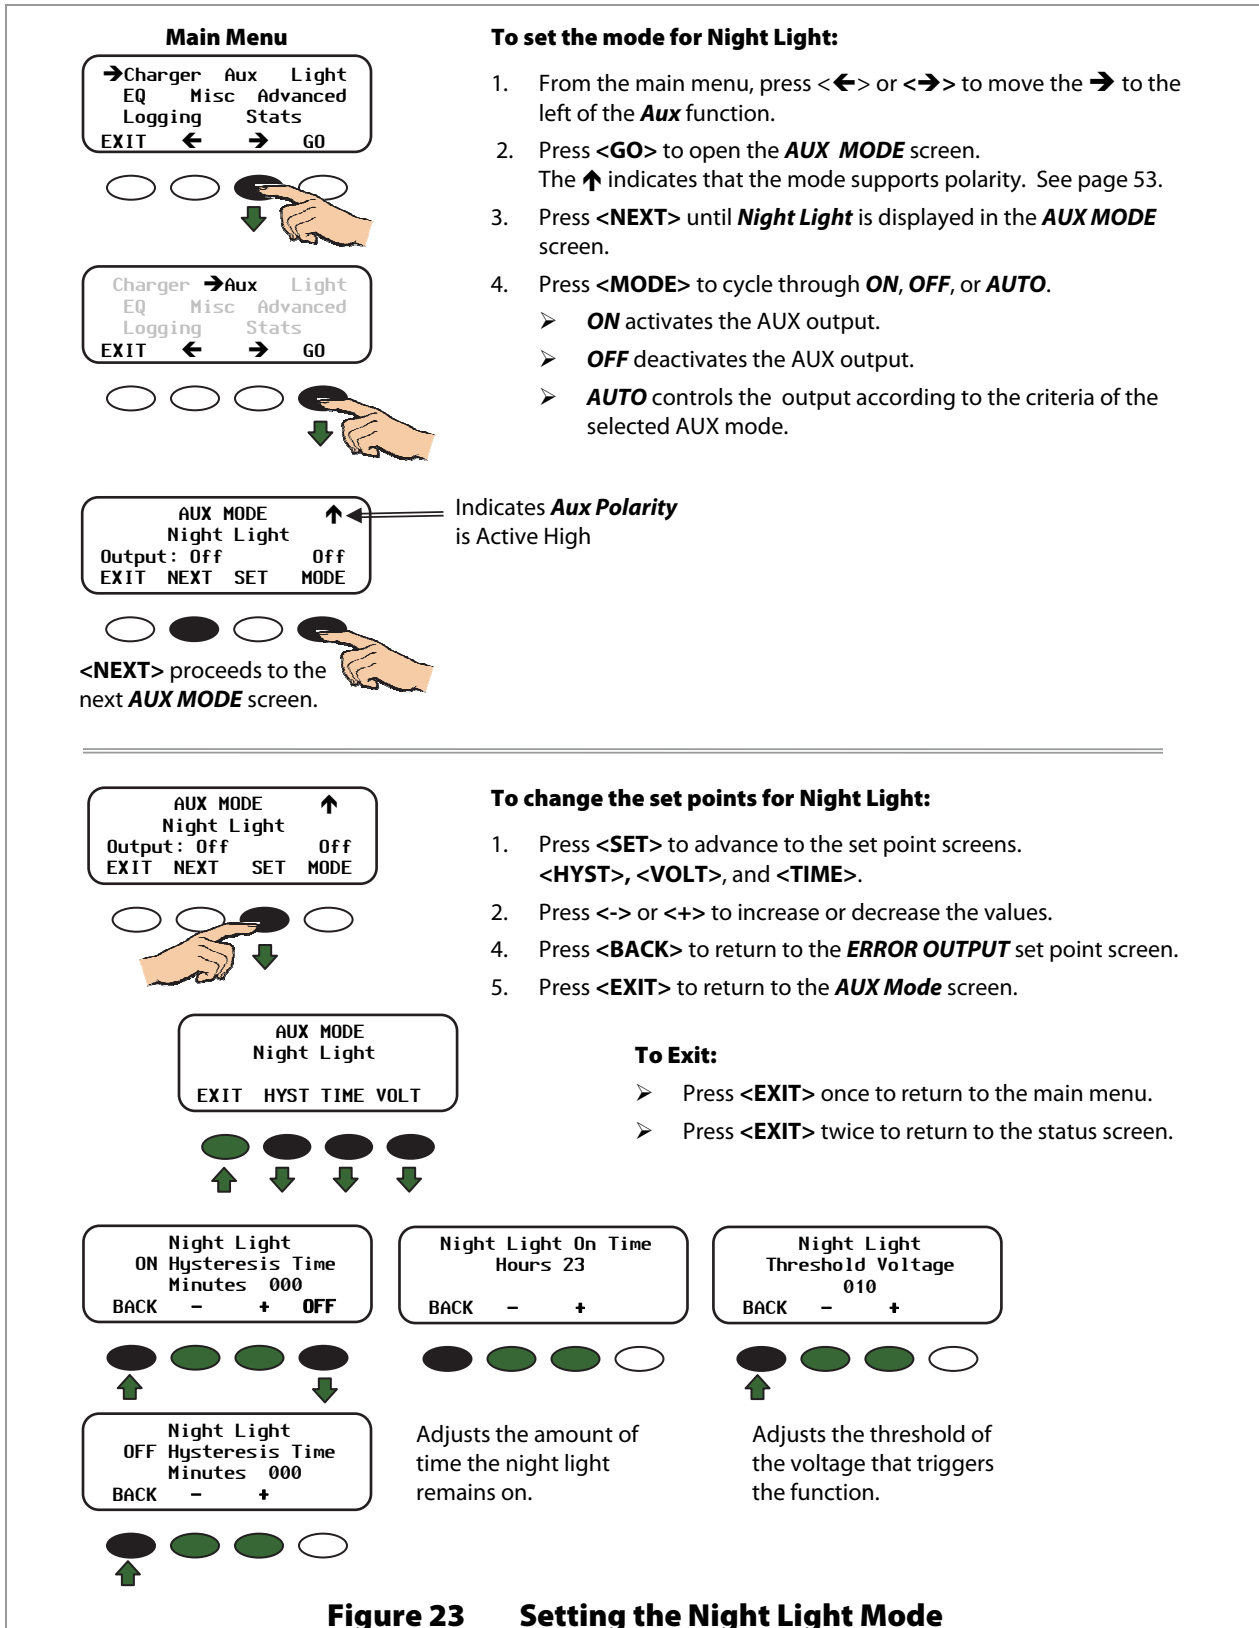 Main Menu
➔Charger Aux Light
EQ Misc Advanced
Logging Stats
EXIT ← → GO
Charger ➔Aux Light
EQ Misc Advanced
Logging Stats
EXIT ← → GO
AUX MODE ↑
Night Light
Output: Off Off
EXIT NEXT SET MODE
<NEXT> proceeds to the
next AUX MODE screen.
Indicates Aux Polarity
is Active High
To set the mode for Night Light:
1. From the main menu, press <←> or <→> to move the ➔ to the
left of the Aux function.
2. Press <GO> to open the AUX MODE screen.
The ↑ indicates that the mode supports polarity. See page 53.
3. Press <NEXT> until Night Light is displayed in the AUX MODE
screen.
4. Press <MODE> to cycle through ON, OFF, or AUTO.
➢ ON activates the AUX output.
➢ OFF deactivates the AUX output.
➢ AUTO controls the output according to the criteria of the
selected AUX mode.
AUX MODE ↑
Night Light
Output: Off Off
EXIT NEXT SET MODE
To change the set points for Night Light:
1. Press <SET> to advance to the set point screens.
<HYST>, <VOLT>, and <TIME>.
2. Press <-> or <+> to increase or decrease the values.
4. Press <BACK> to return to the ERROR OUTPUT set point screen.
5. Press <EXIT> to return to the AUX Mode screen.
AUX MODE
Night Light
EXIT HYST TIME VOLT
To Exit:
➢ Press <EXIT> once to return to the main menu.
➢ Press <EXIT> twice to return to the status screen.
Night Light
ON Hysteresis Time
Minutes 000
BACK - + OFF
Night Light On Time
Hours 23
BACK - +
Night Light
Threshold Voltage
010
BACK - +
Night Light
OFF Hysteresis Time
Minutes 000
BACK - +
Adjusts the amount of
time the night light
remains on.
Adjusts the threshold of
the voltage that triggers
the function.
Figure 23 Setting the Night Light Mode